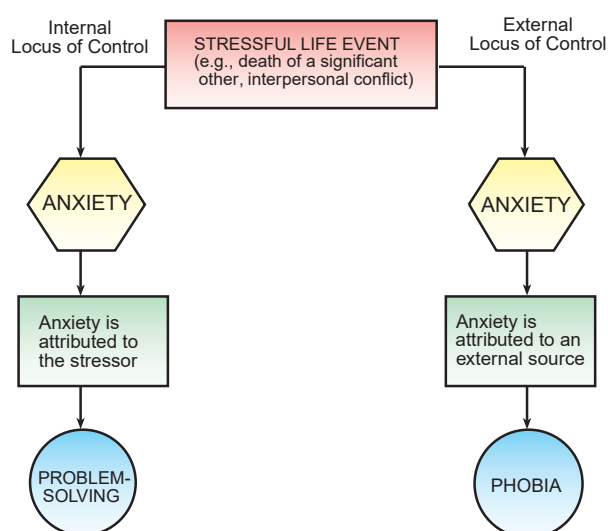 Internal
Locus of Control
STRESSFUL LIFE EVENT
(e.g., death of a significant
other, interpersonal conflict)
External
Locus of Control
ANXIETY
ANXIETY
Anxiety is
attributed to
the stressor
Anxiety is
attributed to an
external source
PROBLEM-
SOLVING
PHOBIA